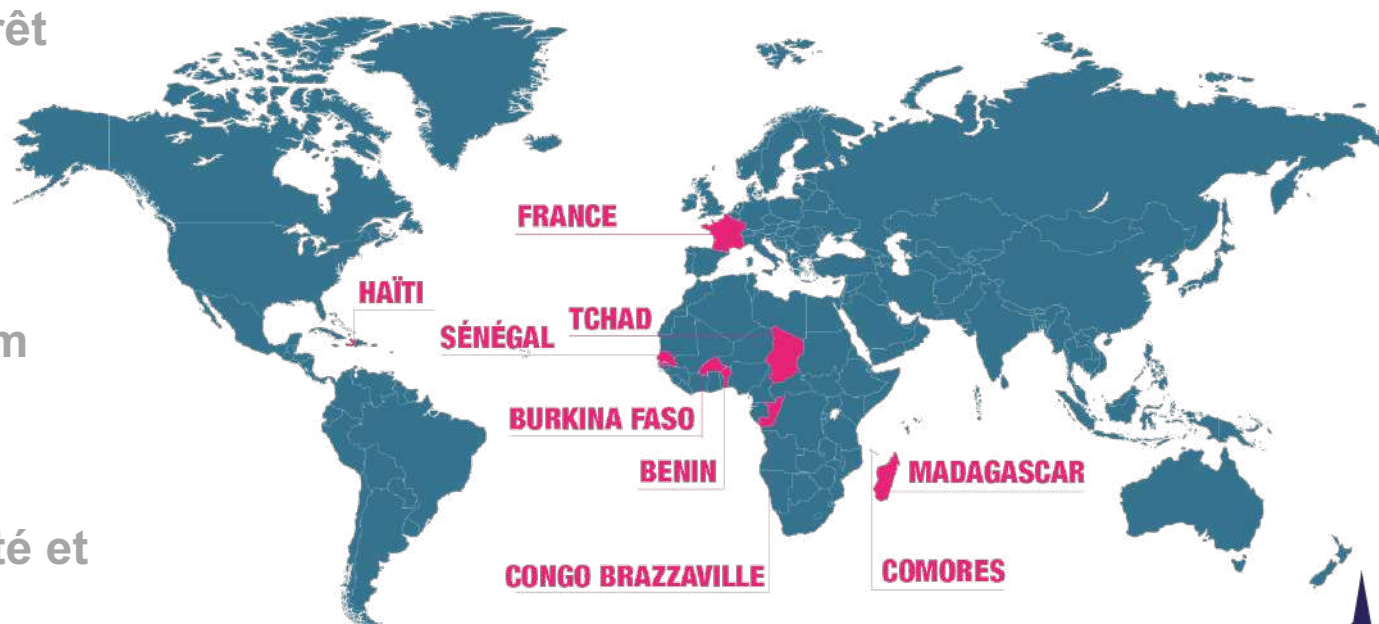 rêt
FRANCE
HAÏTI
TCHAD
SÉNÉGAL
m
BURKINA FASO
BENIN
MADAGASCAR
té et
CONGO BRAZZAVILLE
COMORES